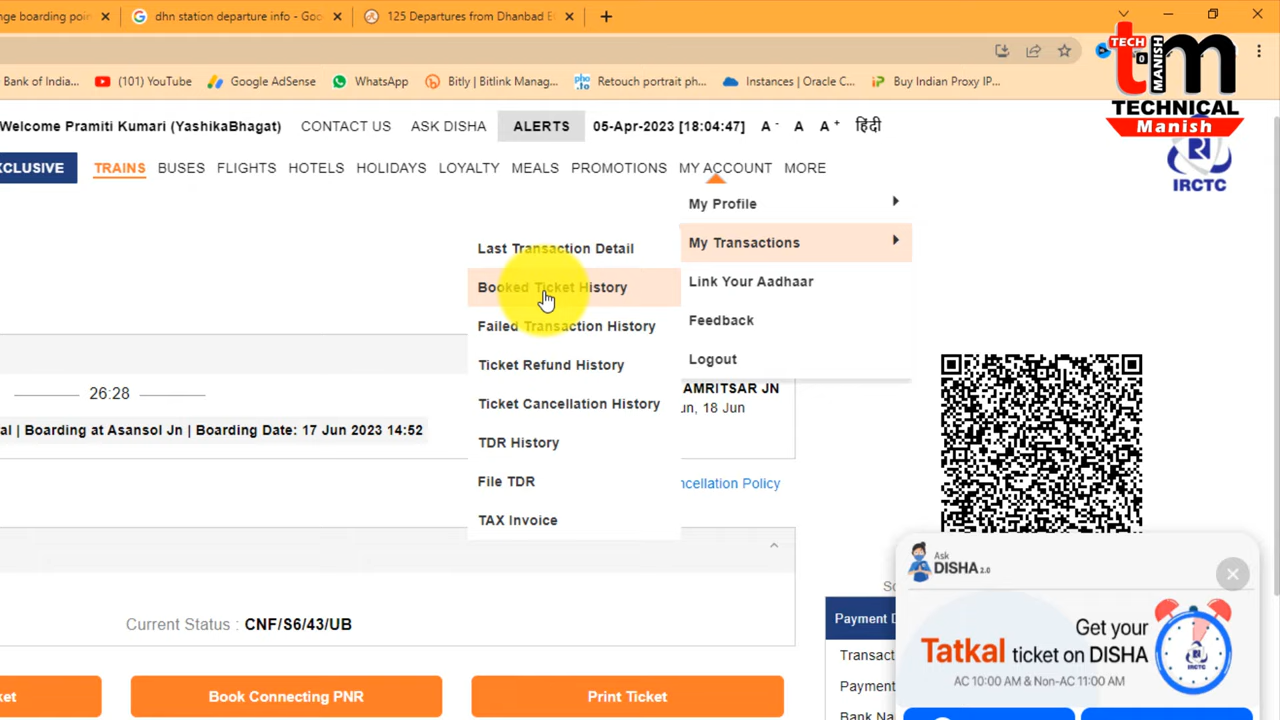 nge boarding poin
dhn station departure info - Goo
125 Departures from Dhanbad E
Bank of India...
(101) YouTube
Google AdSense
WhatsApp
Bitly | Bitlink Manag...
Retouch portrait ph...
Instances | Oracle C...
Buy Indian Proxy IP...
TECH
MANISH
tm
TECHNICAL
Manish
Welcome Pramiti Kumari (YashikaBhagat)
CONTACT US
ASK DISHA
ALERTS
05-Apr-2023 [18:04:47]
A -
A
A +
हिंदी
XCLUSIVE
TRAINS
BUSES
FLIGHTS
HOTELS
HOLIDAYS
LOYALTY
MEALS
PROMOTIONS
MY ACCOUNT
MORE
IRCTC
My Profile
My Transactions
Link Your Aadhaar
Feedback
Logout
Last Transaction Detail
Booked Ticket History
Failed Transaction History
Ticket Refund History
Ticket Cancellation History
TDR History
File TDR
TAX Invoice
26:28
AMRITSAR JN
un, 18 Jun
al | Boarding at Asansol Jn | Boarding Date: 17 Jun 2023 14:52
ncellation Policy
Current Status : CNF/S6/43/UB
ket
Book Connecting PNR
Print Ticket
Payment D
Transact
Payment
Bank Na
Ask
DISHA 2.0
Get your
Tatkal ticket on DISHA
AC 10:00 AM & Non-AC 11:00 AM